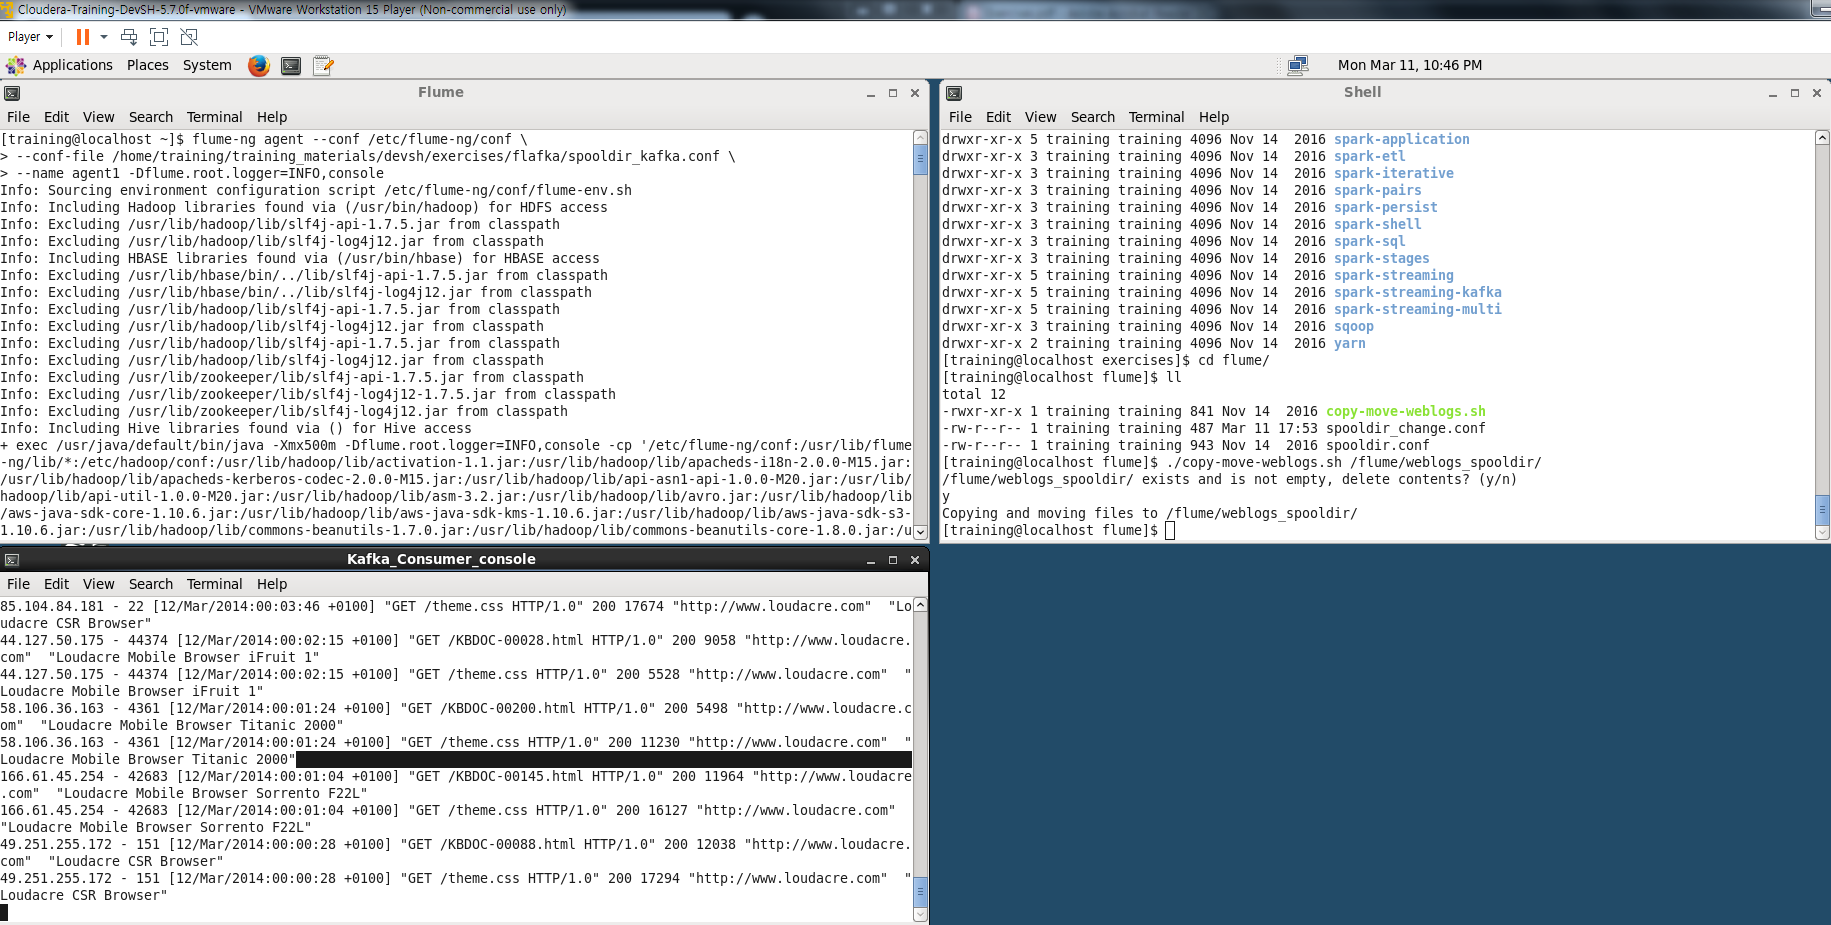 Cloudera-Training-DevSH-5.7.0f-vmware - VMware Workstation 15 Player (Non-commercial use only)
Player
Applications Places System Mon Mar 11, 10:46 PM
Flume
File Edit View Search Terminal Help
[training@localhost ~]$ flume-ng agent --conf /etc/flume-ng/conf \
> --conf-file /home/training/training_materials/devsh/exercises/flafka/spooldir_kafka.conf \
> --name agent1 -Dflume.root.logger=INFO,console
Info: Sourcing environment configuration script /etc/flume-ng/conf/flume-env.sh
Info: Including Hadoop libraries found via (/usr/bin/hadoop) for HDFS access
Info: Excluding /usr/lib/hadoop/lib/slf4j-api-1.7.5.jar from classpath
Info: Excluding /usr/lib/hadoop/lib/slf4j-log4j12.jar from classpath
Info: Including HBASE libraries found via (/usr/bin/hbase) for HBASE access
Info: Excluding /usr/lib/hbase/bin/../lib/slf4j-api-1.7.5.jar from classpath
Info: Excluding /usr/lib/hbase/bin/../lib/slf4j-log4j12.jar from classpath
Info: Excluding /usr/lib/hadoop/lib/slf4j-api-1.7.5.jar from classpath
Info: Excluding /usr/lib/hadoop/lib/slf4j-log4j12.jar from classpath
Info: Excluding /usr/lib/hadoop/lib/slf4j-api-1.7.5.jar from classpath
Info: Excluding /usr/lib/hadoop/lib/slf4j-log4j12.jar from classpath
Info: Excluding /usr/lib/zookeeper/lib/slf4j-api-1.7.5.jar from classpath
Info: Excluding /usr/lib/zookeeper/lib/slf4j-log4j12-1.7.5.jar from classpath
Info: Excluding /usr/lib/zookeeper/lib/slf4j-log4j12.jar from classpath
Info: Including Hive libraries found via () for Hive access
+ exec /usr/java/default/bin/java -Xmx500m -Dflume.root.logger=INFO,console -cp '/etc/flume-ng/conf:/usr/lib/flume
-ng/lib/*:/etc/hadoop/conf:/usr/lib/hadoop/lib/activation-1.1.jar:/usr/lib/hadoop/lib/apacheds-i18n-2.0.0-M15.jar:
/usr/lib/hadoop/lib/apacheds-kerberos-codec-2.0.0-M15.jar:/usr/lib/hadoop/lib/api-asn1-api-1.0.0-M20.jar:/usr/lib/
hadoop/lib/api-util-1.0.0-M20.jar:/usr/lib/hadoop/lib/asm-3.2.jar:/usr/lib/hadoop/lib/avro.jar:/usr/lib/hadoop/lib
/aws-java-sdk-core-1.10.6.jar:/usr/lib/hadoop/lib/aws-java-sdk-kms-1.10.6.jar:/usr/lib/hadoop/lib/aws-java-sdk-s3-
1.10.6.jar:/usr/lib/hadoop/lib/commons-beanutils-1.7.0.jar:/usr/lib/hadoop/lib/commons-beanutils-core-1.8.0.jar:/u
Shell
File Edit View Search Terminal Help
drwxr-xr-x 5 training training 4096 Nov 14  2016 spark-application
drwxr-xr-x 3 training training 4096 Nov 14  2016 spark-etl
drwxr-xr-x 3 training training 4096 Nov 14  2016 spark-iterative
drwxr-xr-x 3 training training 4096 Nov 14  2016 spark-pairs
drwxr-xr-x 3 training training 4096 Nov 14  2016 spark-persist
drwxr-xr-x 3 training training 4096 Nov 14  2016 spark-shell
drwxr-xr-x 3 training training 4096 Nov 14  2016 spark-sql
drwxr-xr-x 3 training training 4096 Nov 14  2016 spark-stages
drwxr-xr-x 5 training training 4096 Nov 14  2016 spark-streaming
drwxr-xr-x 5 training training 4096 Nov 14  2016 spark-streaming-kafka
drwxr-xr-x 5 training training 4096 Nov 14  2016 spark-streaming-multi
drwxr-xr-x 3 training training 4096 Nov 14  2016 sqoop
drwxr-xr-x 2 training training 4096 Nov 14  2016 yarn
[training@localhost exercises]$ cd flume/
[training@localhost flume]$ ll
total 12
-rwxr-xr-x 1 training training 841 Nov 14  2016 copy-move-weblogs.sh
-rw-r--r-- 1 training training 487 Mar 11 17:53 spooldir_change.conf
-rw-r--r-- 1 training training 943 Nov 14  2016 spooldir.conf
[training@localhost flume]$ ./copy-move-weblogs.sh /flume/weblogs_spooldir/
/flume/weblogs_spooldir/ exists and is not empty, delete contents? (y/n)
y
Copying and moving files to /flume/weblogs_spooldir/
[training@localhost flume]$
Kafka_Consumer_console
File Edit View Search Terminal Help
85.104.84.181 - 22 [12/Mar/2014:00:03:46 +0100] "GET /theme.css HTTP/1.0" 200 17674 "http://www.loudacre.com"  "Lo
udacre CSR Browser"
44.127.50.175 - 44374 [12/Mar/2014:00:02:15 +0100] "GET /KBDOC-00028.html HTTP/1.0" 200 9058 "http://www.loudacre.
com"  "Loudacre Mobile Browser iFruit 1"
44.127.50.175 - 44374 [12/Mar/2014:00:02:15 +0100] "GET /theme.css HTTP/1.0" 200 5528 "http://www.loudacre.com"  "
Loudacre Mobile Browser iFruit 1"
58.106.36.163 - 4361 [12/Mar/2014:00:01:24 +0100] "GET /KBDOC-00200.html HTTP/1.0" 200 5498 "http://www.loudacre.c
om"  "Loudacre Mobile Browser Titanic 2000"
58.106.36.163 - 4361 [12/Mar/2014:00:01:24 +0100] "GET /theme.css HTTP/1.0" 200 11230 "http://www.loudacre.com"  "
Loudacre Mobile Browser Titanic 2000"
166.61.45.254 - 42683 [12/Mar/2014:00:01:04 +0100] "GET /KBDOC-00145.html HTTP/1.0" 200 11964 "http://www.loudacre
.com"  "Loudacre Mobile Browser Sorrento F22L"
166.61.45.254 - 42683 [12/Mar/2014:00:01:04 +0100] "GET /theme.css HTTP/1.0" 200 16127 "http://www.loudacre.com"
"Loudacre Mobile Browser Sorrento F22L"
49.251.255.172 - 151 [12/Mar/2014:00:00:28 +0100] "GET /KBDOC-00088.html HTTP/1.0" 200 12038 "http://www.loudacre.
com"  "Loudacre CSR Browser"
49.251.255.172 - 151 [12/Mar/2014:00:00:28 +0100] "GET /theme.css HTTP/1.0" 200 17294 "http://www.loudacre.com"  "
Loudacre CSR Browser"